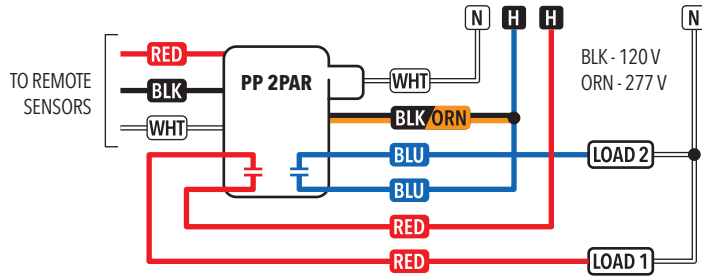 N H H N
RED
TO REMOTE
SENSORS
BLK
WHT
PP 2PAR
WHT
BLK - 120 V
ORN - 277 V
BLK/ORN
BLU
LOAD 2
BLU
RED
RED
LOAD 1